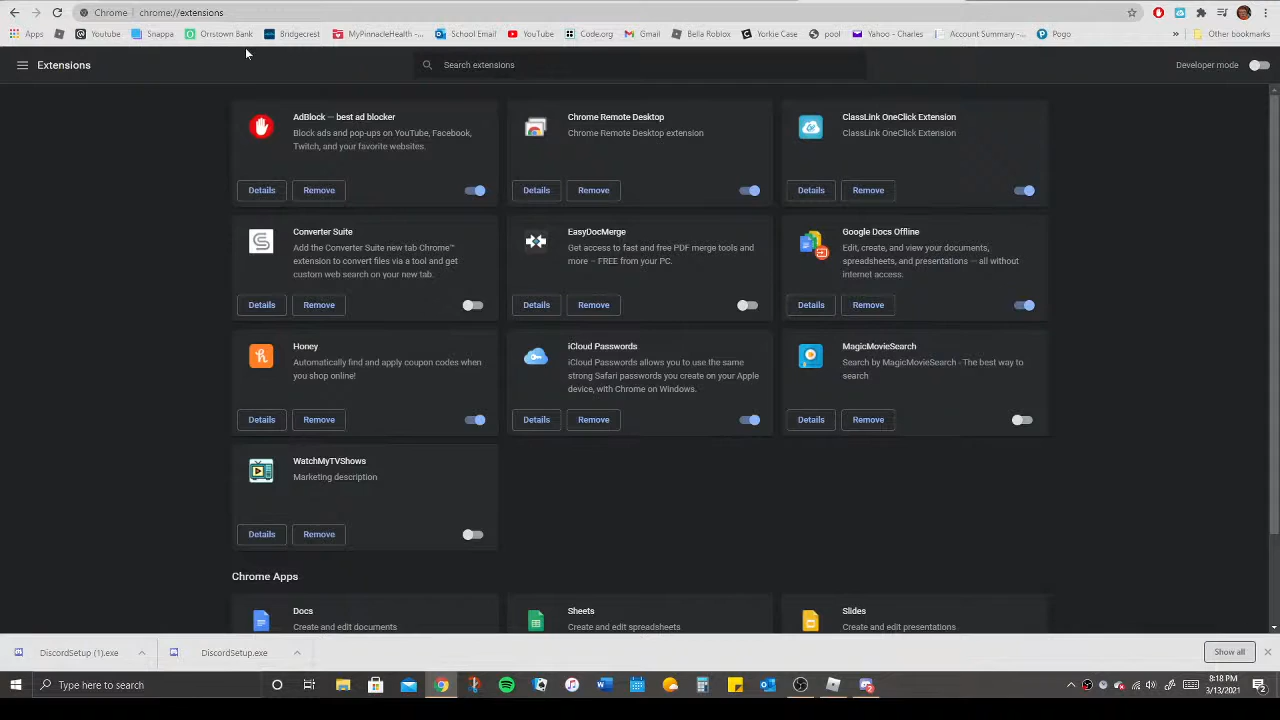 Chrome | chrome://extensions
Apps Youtube Snappa Orrstown Bank Bridgecrest MyPinnacleHealth -... School Email YouTube Code.org Gmail Bella Roblox Yorkie Case pool Yahoo - Charles Account Summary -... Pogo » Other bookmarks
Extensions Search extensions Developer mode
AdBlock — best ad blocker
Block ads and pop-ups on YouTube, Facebook,
Twitch, and your favorite websites.
Details Remove
Chrome Remote Desktop
Chrome Remote Desktop extension
Details Remove
ClassLink OneClick Extension
ClassLink OneClick Extension
Details Remove
Converter Suite
Add the Converter Suite new tab Chrome™
extension to convert files via a tool and get
custom web search on your new tab.
Details Remove
EasyDocMerge
Get access to fast and free PDF merge tools and
more – FREE from your PC.
Details Remove
Google Docs Offline
Edit, create, and view your documents,
spreadsheets, and presentations — all without
internet access.
Details Remove
Honey
Automatically find and apply coupon codes when
you shop online!
Details Remove
iCloud Passwords
iCloud Passwords allows you to use the same
strong Safari passwords you create on your Apple
device, with Chrome on Windows.
Details Remove
MagicMovieSearch
Search by MagicMovieSearch - The best way to
search
Details Remove
WatchMyTVShows
Marketing description
Details Remove
Chrome Apps
Docs
Create and edit documents
Sheets
Create and edit spreadsheets
Slides
Create and edit presentations
DiscordSetup (1).exe DiscordSetup.exe Show all
Type here to search
8:18 PM
3/13/2021